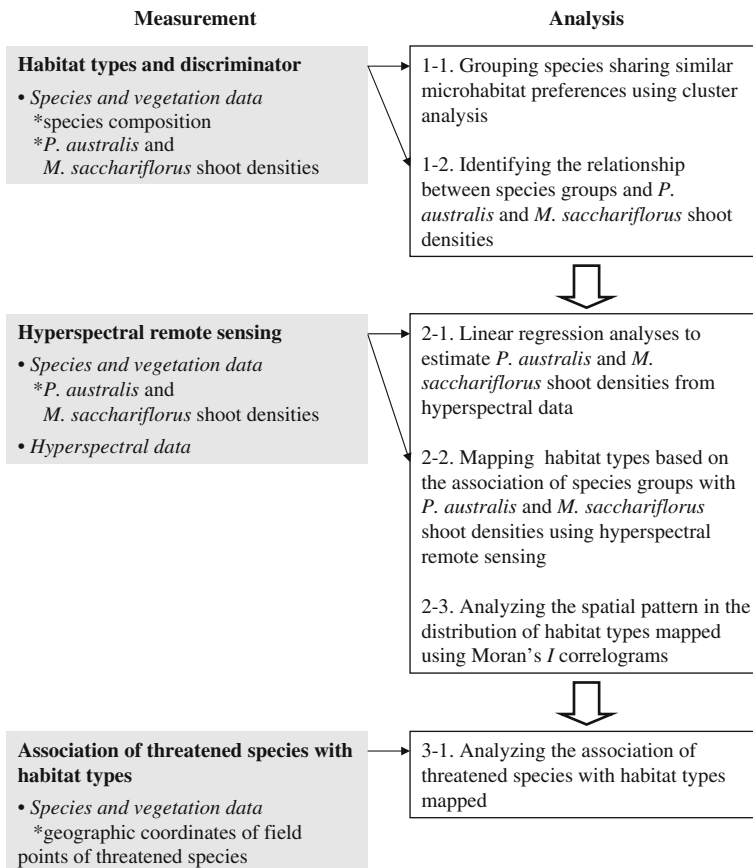 Measurement
Analysis
Habitat types and discriminator
• Species and vegetation data
*species composition
*P. australis and
M. sacchariflorus shoot densities
1-1. Grouping species sharing similar
microhabitat preferences using cluster
analysis
1-2. Identifying the relationship
between species groups and P.
australis and M. sacchariflorus shoot
densities
Hyperspectral remote sensing
• Species and vegetation data
*P. australis and
M. sacchariflorus shoot densities
• Hyperspectral data
2-1. Linear regression analyses to
estimate P. australis and M.
sacchariflorus shoot densities from
hyperspectral data
2-2. Mapping habitat types based on
the association of species groups with
P. australis and M. sacchariflorus
shoot densities using hyperspectral
remote sensing
2-3. Analyzing the spatial pattern in the
distribution of habitat types mapped
using Moran's I correlograms
Association of threatened species with
habitat types
• Species and vegetation data
*geographic coordinates of field
points of threatened species
3-1. Analyzing the association of
threatened species with habitat types
mapped